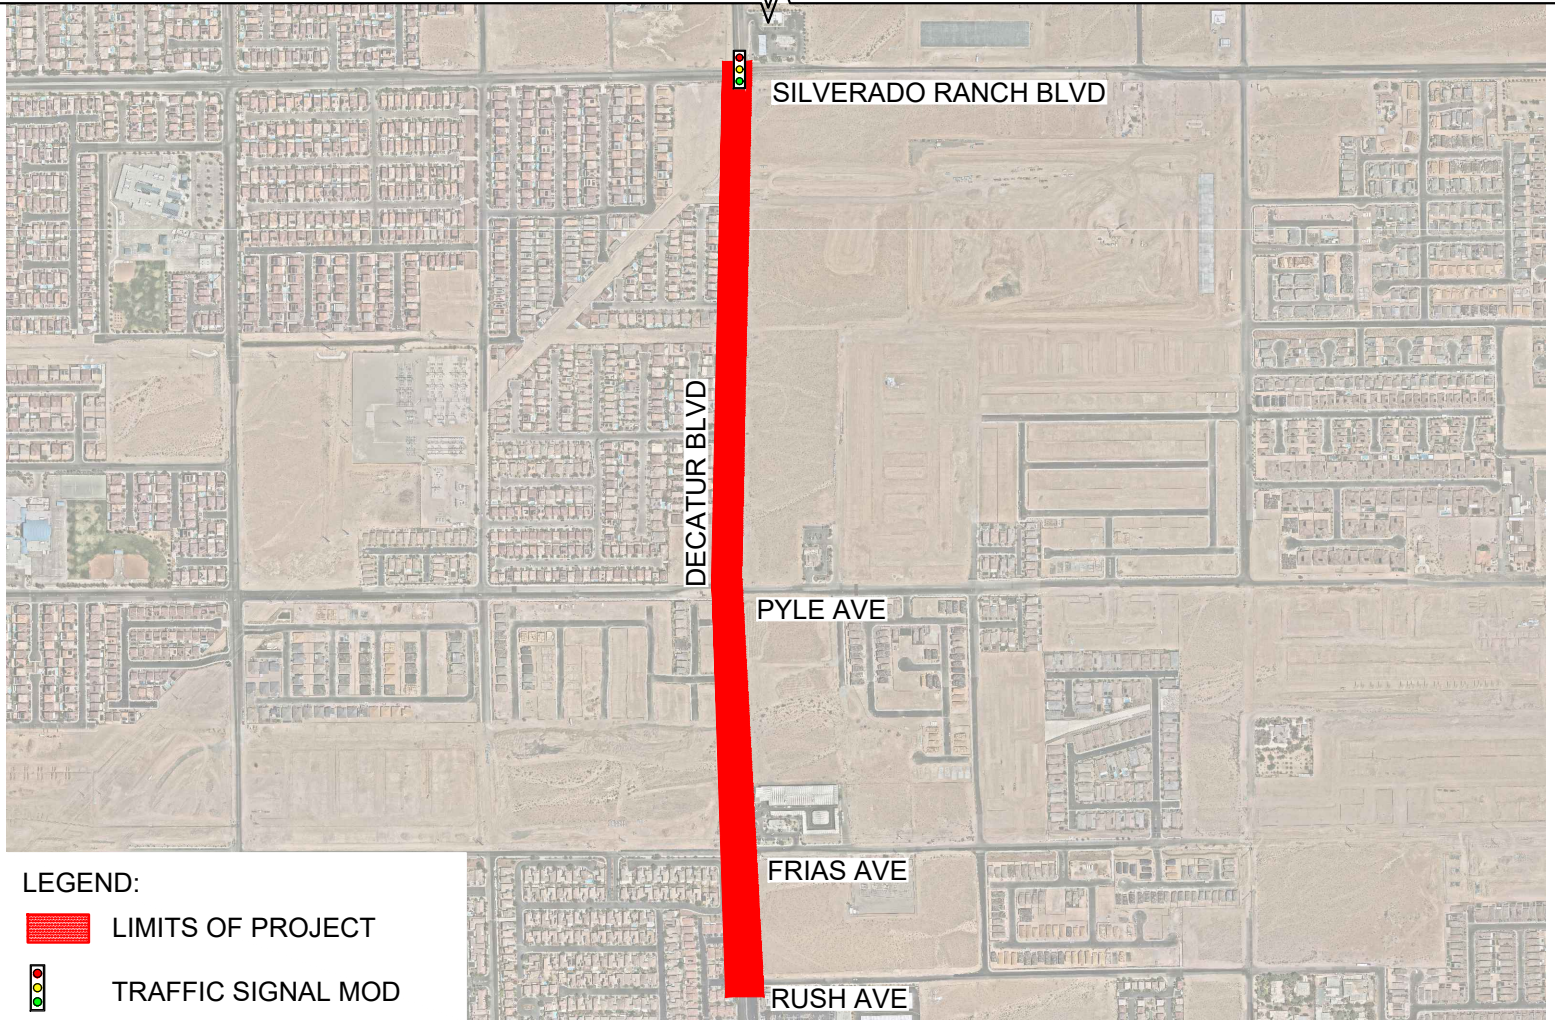 SILVERADO RANCH BLVD
DECATUR BLVD
PYLE AVE
FRIAS AVE
RUSH AVE
LEGEND:
LIMITS OF PROJECT
TRAFFIC SIGNAL MOD